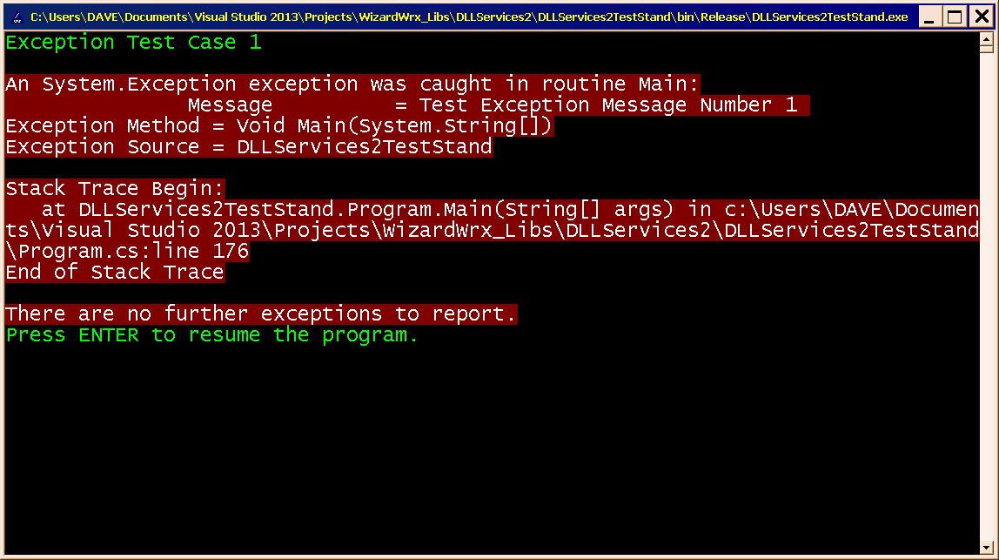 C:\Users\DAVE\Documents\Visual Studio 2013\Projects\WizardWrx_Libs\DLLServices2\DLLServices2TestStand\bin\Release\DLLServices2TestStand.exe
Exception Test Case 1
An System.Exception exception was caught in routine Main:
Message = Test Exception Message Number 1
Exception Method = Void Main(System.String[])
Exception Source = DLLServices2TestStand
Stack Trace Begin:
at DLLServices2TestStand.Program.Main(String[] args) in c:\Users\DAVE\Documen
ts\Visual Studio 2013\Projects\WizardWrx_Libs\DLLServices2\DLLServices2TestStand
\Program.cs:line 176
End of Stack Trace
There are no further exceptions to report.
Press ENTER to resume the program.